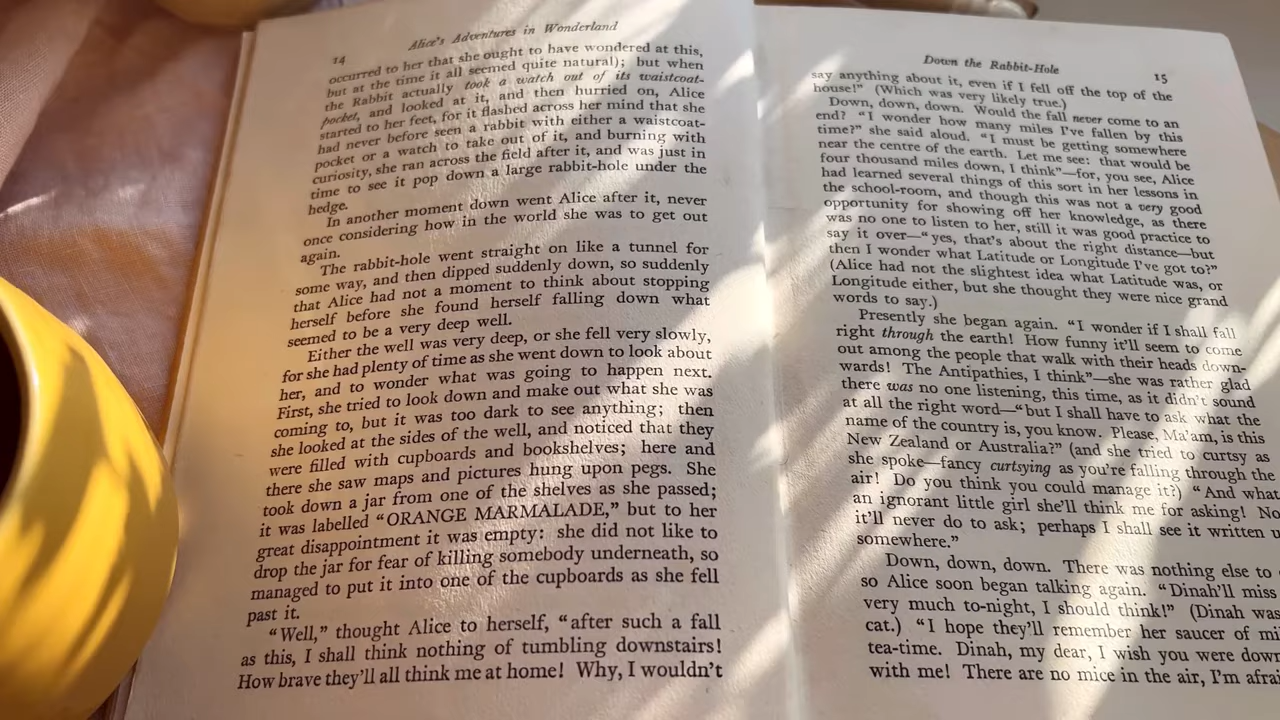 14
Alice's Adventures in Wonderland
occurred to her that she ought to have wondered at this,
but at the time it all seemed quite natural); but when
the Rabbit actually took a watch out of its waistcoat-
pocket, and looked at it, and then hurried on, Alice
started to her feet, for it flashed across her mind that she
had never before seen a rabbit with either a waistcoat-
pocket or a watch to take out of it, and burning with
curiosity, she ran across the field after it, and was just in
time to see it pop down a large rabbit-hole under the
hedge.
In another moment down went Alice after it, never
once considering how in the world she was to get out
again.
The rabbit-hole went straight on like a tunnel for
some way, and then dipped suddenly down, so suddenly
that Alice had not a moment to think about stopping
herself before she found herself falling down what
seemed to be a very deep well.
Either the well was very deep, or she fell very slowly,
for she had plenty of time as she went down to look about
her, and to wonder what was going to happen next.
First, she tried to look down and make out what she was
coming to, but it was too dark to see anything; then
she looked at the sides of the well, and noticed that they
were filled with cupboards and bookshelves; here and
there she saw maps and pictures hung upon pegs. She
took down a jar from one of the shelves as she passed;
it was labelled “ORANGE MARMALADE,” but to her
great disappointment it was empty: she did not like to
drop the jar for fear of killing somebody underneath, so
managed to put it into one of the cupboards as she fell
past it.
“Well,” thought Alice to herself, “after such a fall
as this, I shall think nothing of tumbling downstairs!
How brave they'll all think me at home! Why, I wouldn't
Down the Rabbit-Hole
15
say anything about it, even if I fell off the top of the
house!” (Which was very likely true.)
Down, down, down. Would the fall never come to an
end? “I wonder how many miles I've fallen by this
time?” she said aloud. “I must be getting somewhere
near the centre of the earth. Let me see: that would be
four thousand miles down, I think”—for, you see, Alice
had learned several things of this sort in her lessons in
the school-room, and though this was not a very good
opportunity for showing off her knowledge, as there
was no one to listen to her, still it was good practice to
say it over—“yes, that's about the right distance—but
then I wonder what Latitude or Longitude I've got to?”
(Alice had not the slightest idea what Latitude was, or
Longitude either, but she thought they were nice grand
words to say.)
Presently she began again. “I wonder if I shall fall
right through the earth! How funny it'll seem to come
out among the people that walk with their heads down-
wards! The Antipathies, I think”—she was rather glad
there was no one listening, this time, as it didn't sound
at all the right word—“but I shall have to ask what the
name of the country is, you know. Please, Ma'am, is this
New Zealand or Australia?” (and she tried to curtsy as
she spoke—fancy curtsying as you're falling through the
air! Do you think you could manage it?) “And what
an ignorant little girl she'll think me for asking! No
it'll never do to ask; perhaps I shall see it written u
somewhere.”
Down, down, down. There was nothing else to
so Alice soon began talking again. “Dinah'll miss
very much to-night, I should think!” (Dinah was
cat.) “I hope they'll remember her saucer of mi
tea-time. Dinah, my dear, I wish you were down
with me! There are no mice in the air, I'm afrai